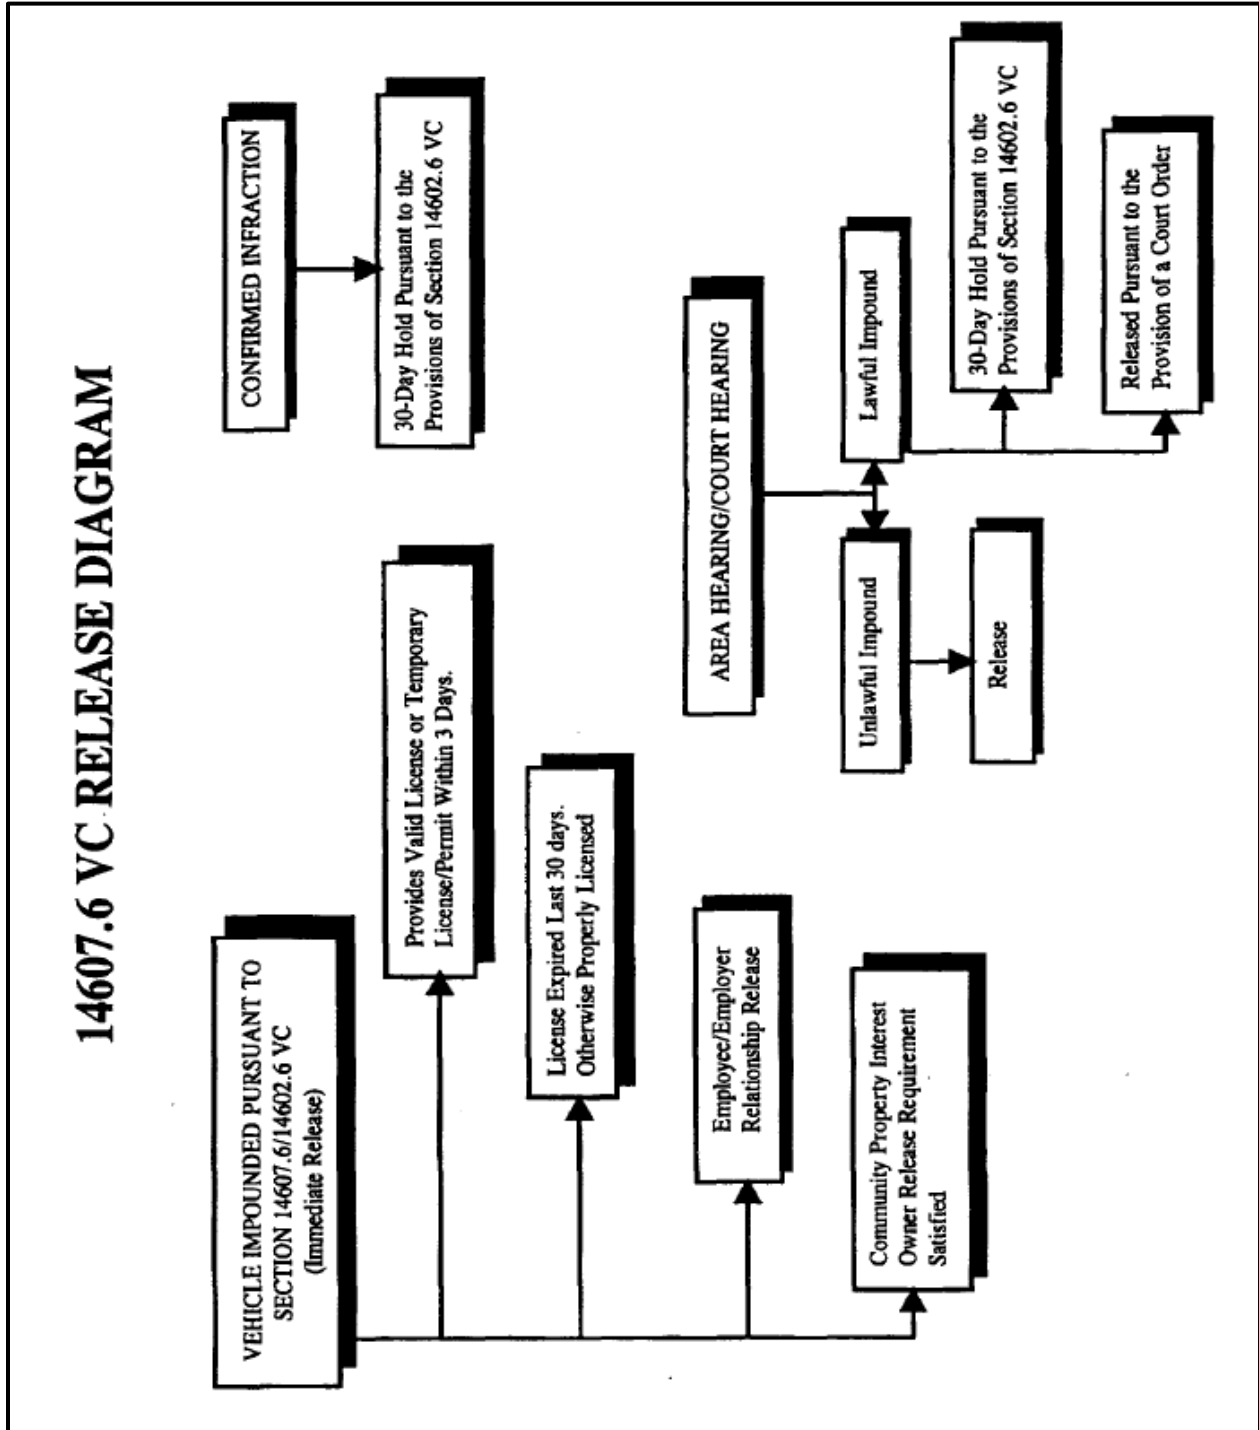 14607.6 VC RELEASE DIAGRAM
VEHICLE IMPOUNDED PURSUANT TO
SECTION 14607.6/14602.6 VC
(Immediate Release)
Provides Valid License or Temporary
License/Permit Within 3 Days.
License Expired Last 30 days.
Otherwise Properly Licensed
Employee/Employer
Relationship Release
Community Property Interest
Owner Release Requirement
Satisfied
CONFIRMED INFRACTION
30-Day Hold Pursuant to the
Provisions of Section 14602.6 VC
AREA HEARING/COURT HEARING
Unlawful Impound
Release
Lawful Impound
30-Day Hold Pursuant to the
Provisions of Section 14602.6 VC
Released Pursuant to the
Provision of a Court Order